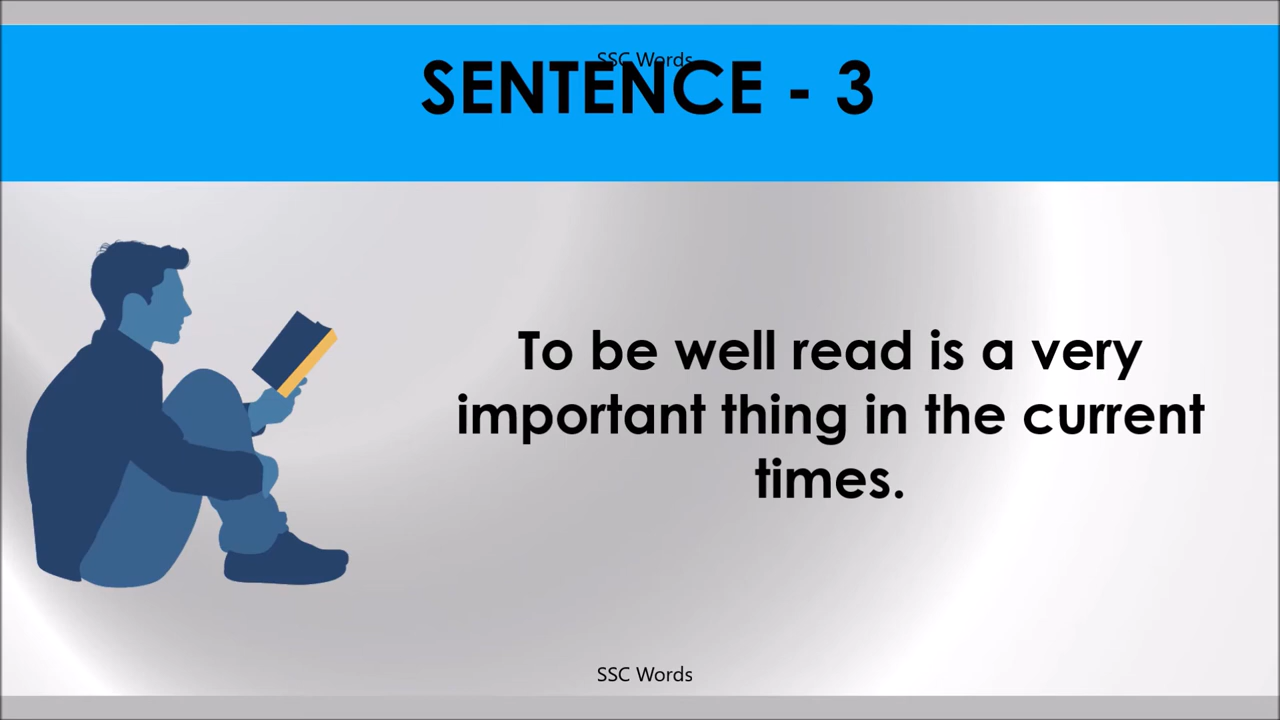 SSC Words
SENTENCE - 3
To be well read is a very
important thing in the current
times.
SSC Words